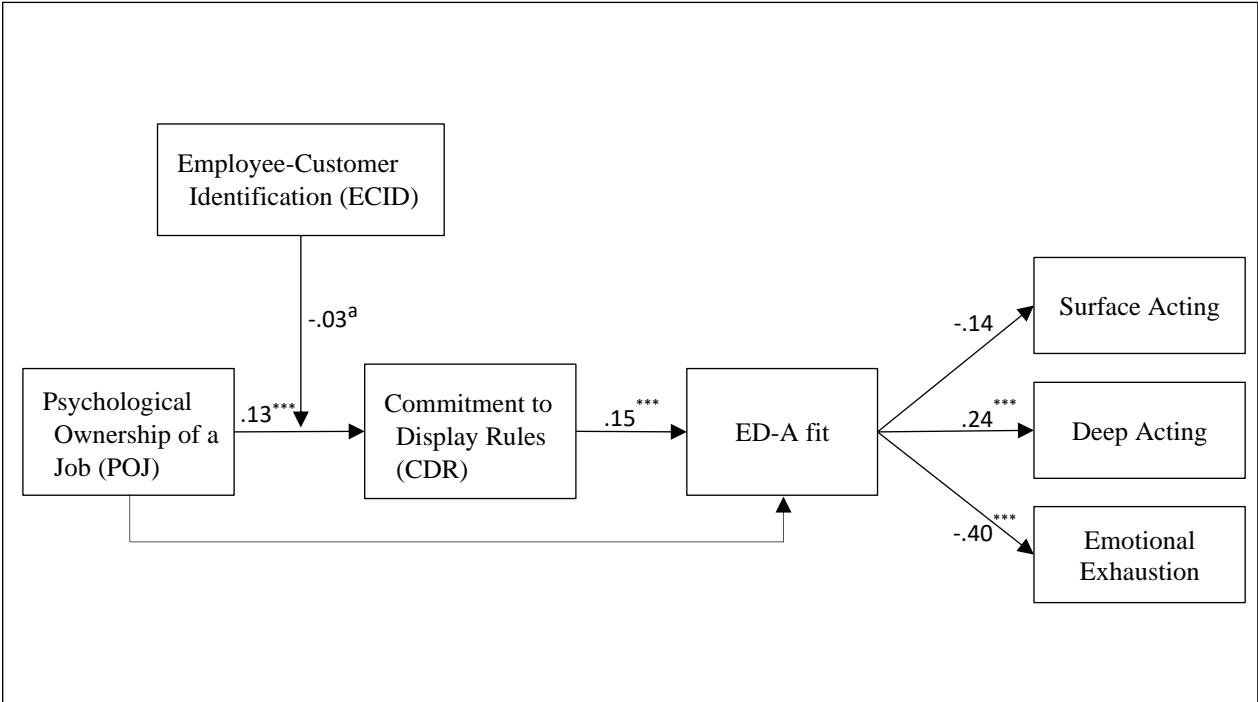 Employee-Customer
Identification (ECID)
-.03ᵃ
Psychological
Ownership of a
Job (POJ)
.13***
Commitment to
Display Rules
(CDR)
.15***
ED-A fit
-.14
Surface Acting
.24***
Deep Acting
-.40***
Emotional
Exhaustion